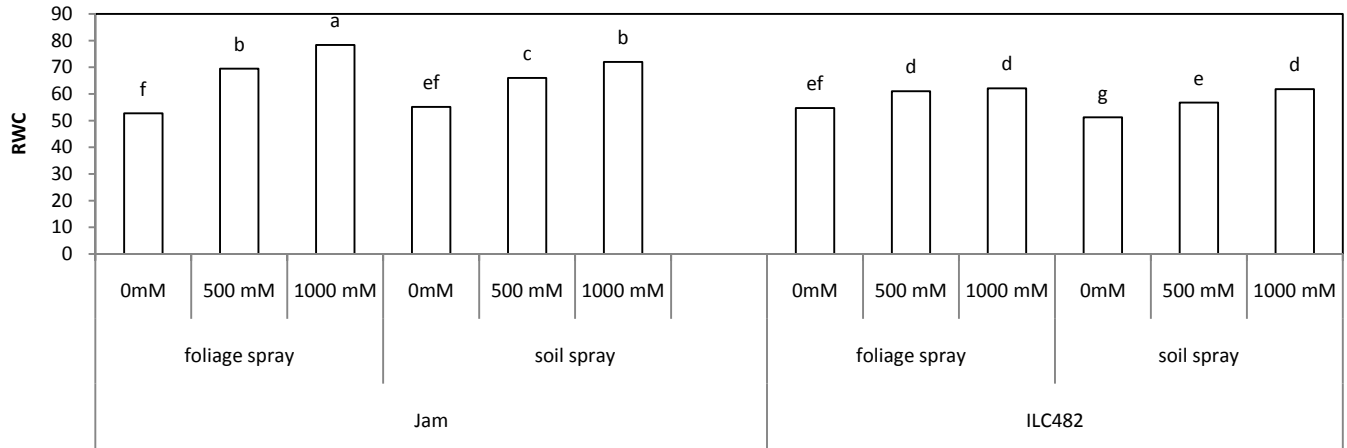 90
80
70
60
50
40
30
20
10
0
RWC
f
b
a
ef
c
b
ef
d
d
g
e
d
0mM 500 mM 1000 mM 0mM 500 mM 1000 mM 0mM 500 mM 1000 mM 0mM 500 mM 1000 mM
foliage spray soil spray foliage spray soil spray
Jam ILC482